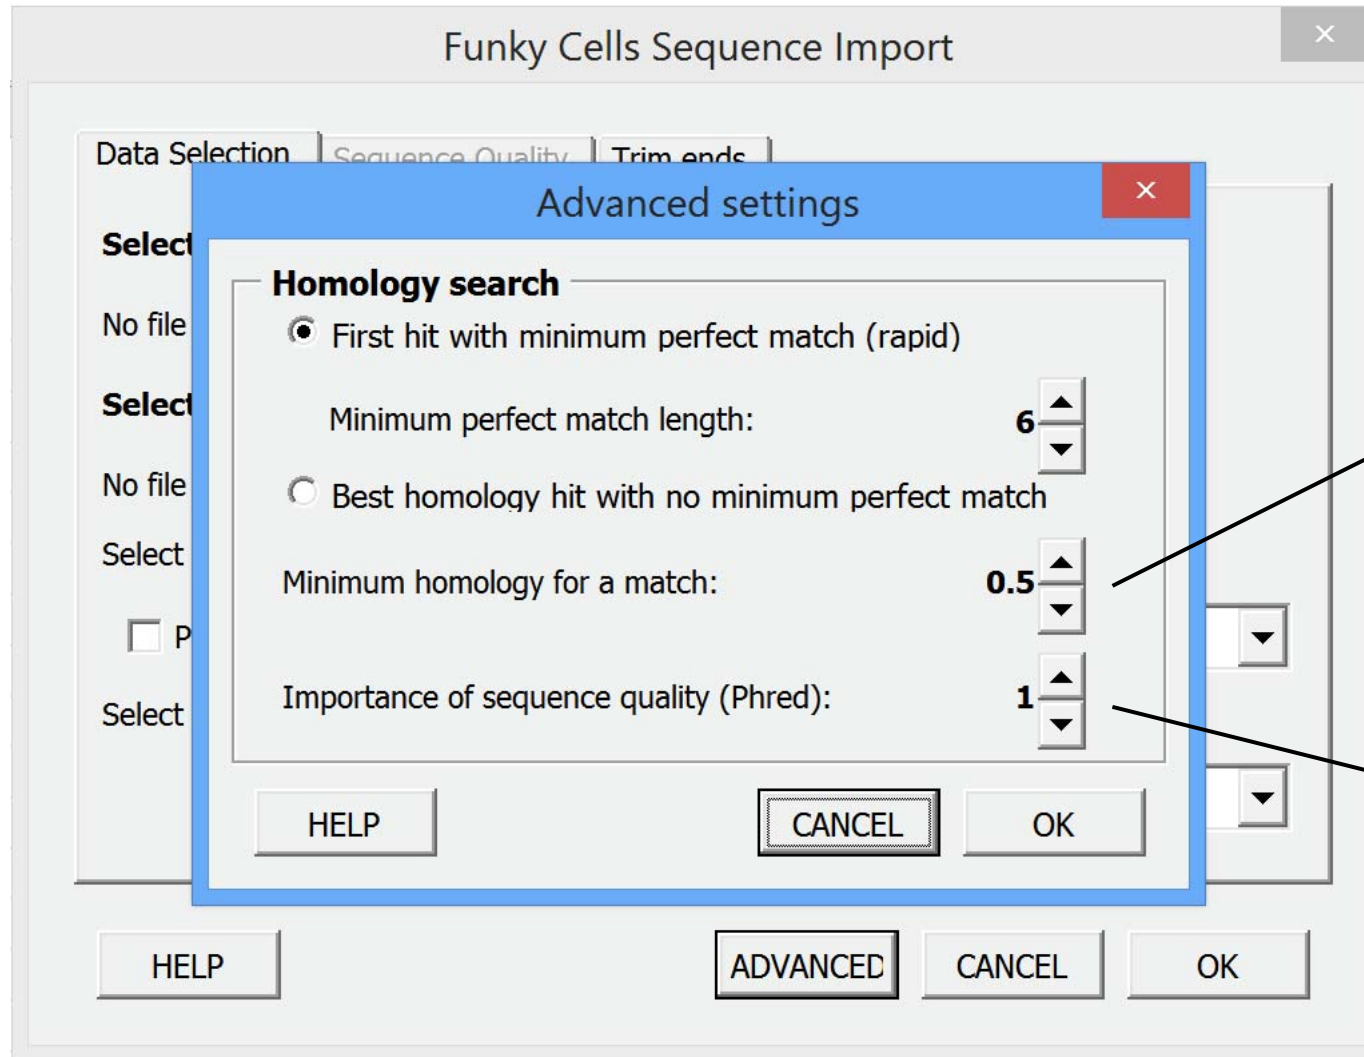 Funky Cells Sequence Import
Data Selection Sequence Quality Trim ends
Advanced settings
Select
Homology search
No file
First hit with minimum perfect match (rapid)
Select
Minimum perfect match length: 6
No file
Best homology hit with no minimum perfect match
Select
Minimum homology for a match: 0.5
P
Select
Importance of sequence quality (Phred): 1
HELP CANCEL OK
HELP ADVANCED CANCEL OK